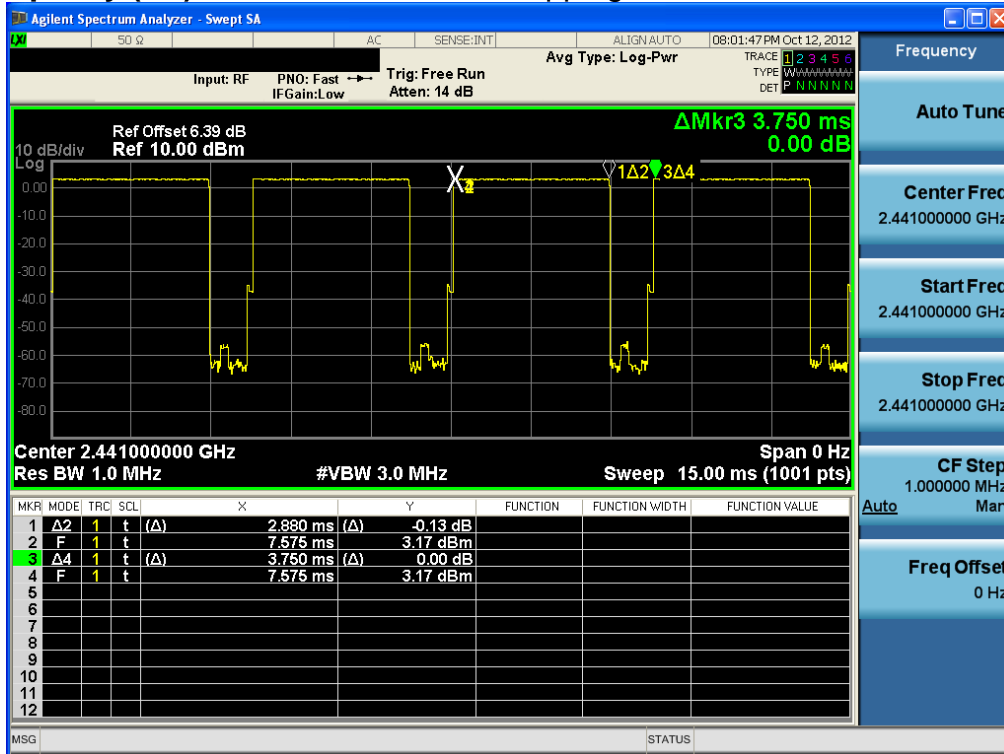 Agilent Spectrum Analyzer - Swept SA
LXI 50 Ω AC SENSE:INT ALIGN AUTO 08:01:47 PM Oct 12, 2012
Frequency
Avg Type: Log-Pwr TRACE 1 2 3 4 5 6
Input: RF PNO: Fast Trig: Free Run TYPE WWWWWW
IFGain:Low Atten: 14 dB DET P N N N N N
Auto Tune
ΔMkr3 3.750 ms
Ref Offset 6.39 dB
10 dB/div Ref 10.00 dBm 0.00 dB
Log
1Δ2 3Δ4
0.00
-10.0
-20.0
-30.0
-40.0
-50.0
-60.0
-70.0
-80.0
Center Freq
2.441000000 GHz
Start Freq
2.441000000 GHz
Stop Freq
2.441000000 GHz
Center 2.441000000 GHz Span 0 Hz
Res BW 1.0 MHz #VBW 3.0 MHz Sweep 15.00 ms (1001 pts)
CF Step
1.000000 MHz
Auto Man
Freq Offset
0 Hz
MKR MODE TRC SCL X Y FUNCTION FUNCTION WIDTH FUNCTION VALUE
1 Δ2 1 t (Δ) 2.880 ms (Δ) -0.13 dB
2 F 1 t 7.575 ms 3.17 dBm
3 Δ4 1 t (Δ) 3.750 ms (Δ) 0.00 dB
4 F 1 t 7.575 ms 3.17 dBm
5
6
7
8
9
10
11
12
MSG STATUS